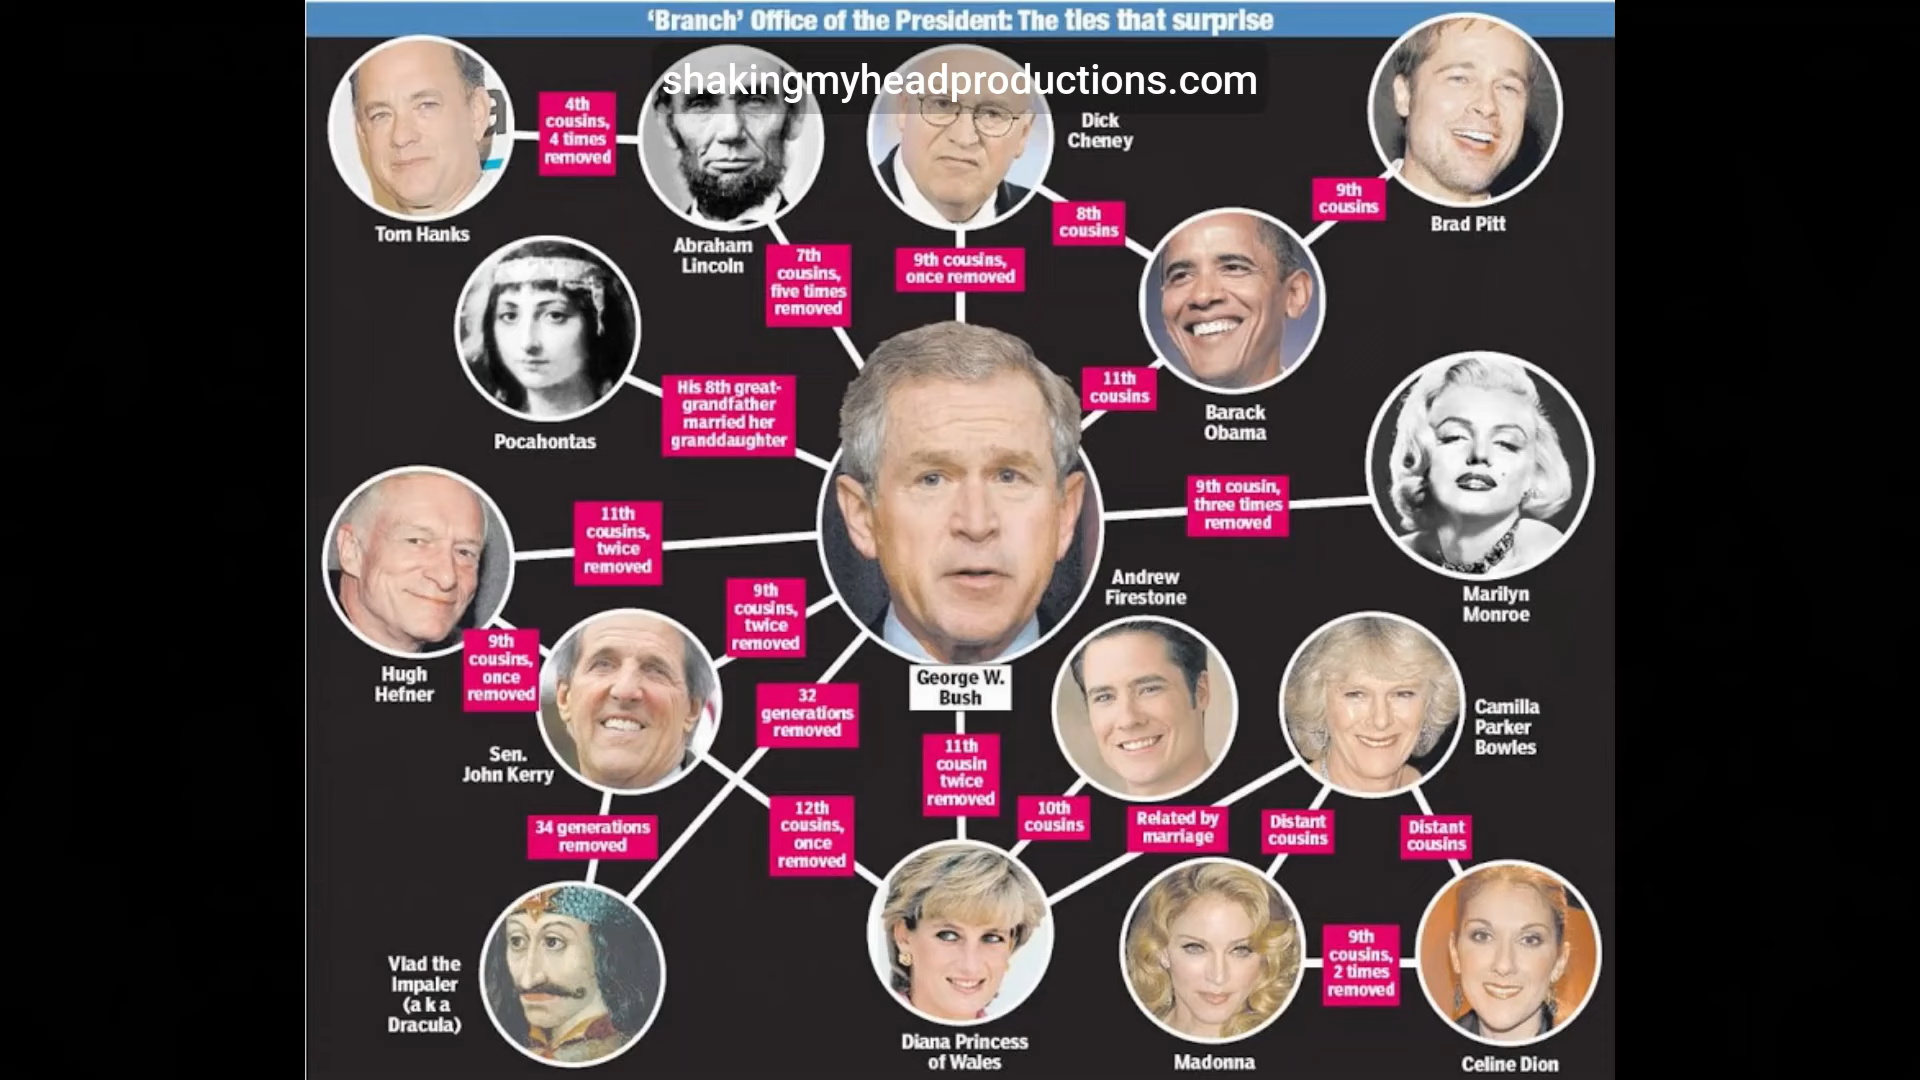 ‘Branch’ Office of the President: The ties that surprise
shakingmyheadproductions.com
4th
cousins,
4 times
removed
Tom Hanks
Abraham
Lincoln
Dick
Cheney
8th
cousins
9th
cousins
Brad Pitt
7th
cousins,
five times
removed
9th cousins,
once removed
11th
cousins
Barack
Obama
Pocahontas
His 8th great-
grandfather
married her
granddaughter
9th cousin,
three times
removed
Marilyn
Monroe
11th
cousins,
twice
removed
Hugh
Hefner
9th
cousins,
once
removed
9th
cousins,
twice
removed
Andrew
Firestone
George W.
Bush
32
generations
removed
Sen.
John Kerry
Camilla
Parker
Bowles
11th
cousin
twice
removed
10th
cousins
Related by
marriage
Distant
cousins
Distant
cousins
34 generations
removed
12th
cousins,
once
removed
Vlad the
Impaler
(a k a
Dracula)
9th
cousins,
2 times
removed
Diana Princess
of Wales
Madonna
Celine Dion